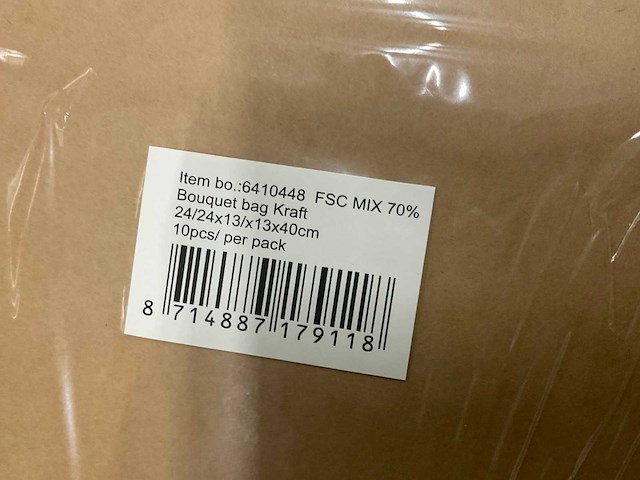 Item bo.:6410448 FSC MIX 70%
Bouquet bag Kraft
24/24x13/x13x40cm
10pcs/ per pack
8 714887 179118